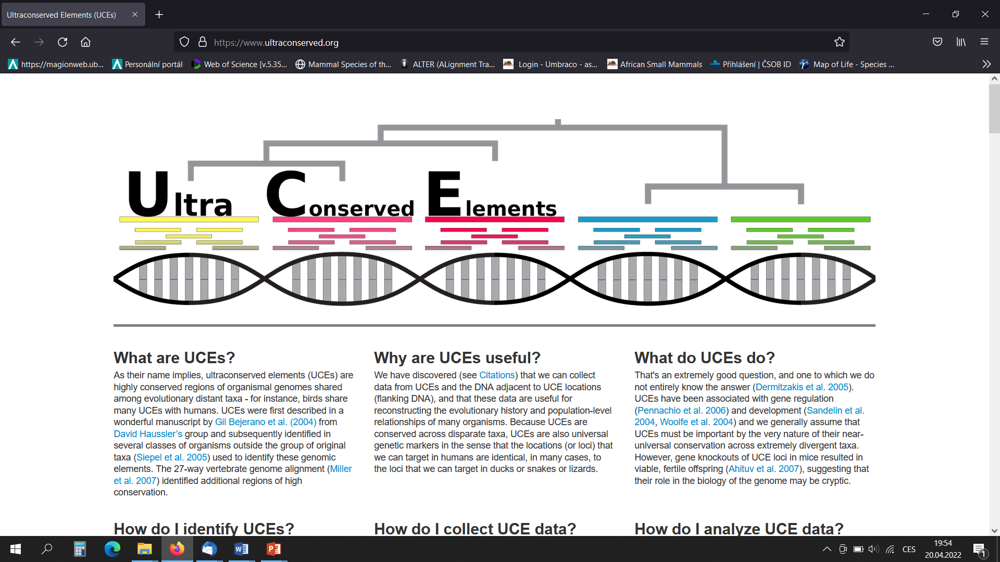 Ultraconserved Elements (UCEs)
https://www.ultraconserved.org
https://magionweb.ub...
Personální portál
Web of Science [v.5.35...
Mammal Species of th...
ALTER (ALignment Tra...
Login - Umbraco - as...
African Small Mammals
Přihlášení | ČSOB ID
Map of Life - Species ...
Ultra Conserved Elements
What are UCEs?
As their name implies, ultraconserved elements (UCEs) are
highly conserved regions of organismal genomes shared
among evolutionary distant taxa - for instance, birds share
many UCEs with humans. UCEs were first described in a
wonderful manuscript by Gil Bejerano et al. (2004) from
David Haussler's group and subsequently identified in
several classes of organisms outside the group of original
taxa (Siepel et al. 2005) used to identify these genomic
elements. The 27-way vertebrate genome alignment (Miller
et al. 2007) identified additional regions of high
conservation.
Why are UCEs useful?
We have discovered (see Citations) that we can collect
data from UCEs and the DNA adjacent to UCE locations
(flanking DNA), and that these data are useful for
reconstructing the evolutionary history and population-level
relationships of many organisms. Because UCEs are
conserved across disparate taxa, UCEs are also universal
genetic markers in the sense that the locations (or loci) that
we can target in humans are identical, in many cases, to
the loci that we can target in ducks or snakes or lizards.
What do UCEs do?
That's an extremely good question, and one to which we do
not entirely know the answer (Dermitzakis et al. 2005).
UCEs have been associated with gene regulation
(Pennachio et al. 2006) and development (Sandelin et al.
2004, Woolfe et al. 2004) and we generally assume that
UCEs must be important by the very nature of their near-
universal conservation across extremely divergent taxa.
However, gene knockouts of UCE loci in mice resulted in
viable, fertile offspring (Ahituv et al. 2007), suggesting that
their role in the biology of the genome may be cryptic.
How do I identify UCEs?
How do I collect UCE data?
How do I analyze UCE data?
CES
19:54
20.04.2022
1